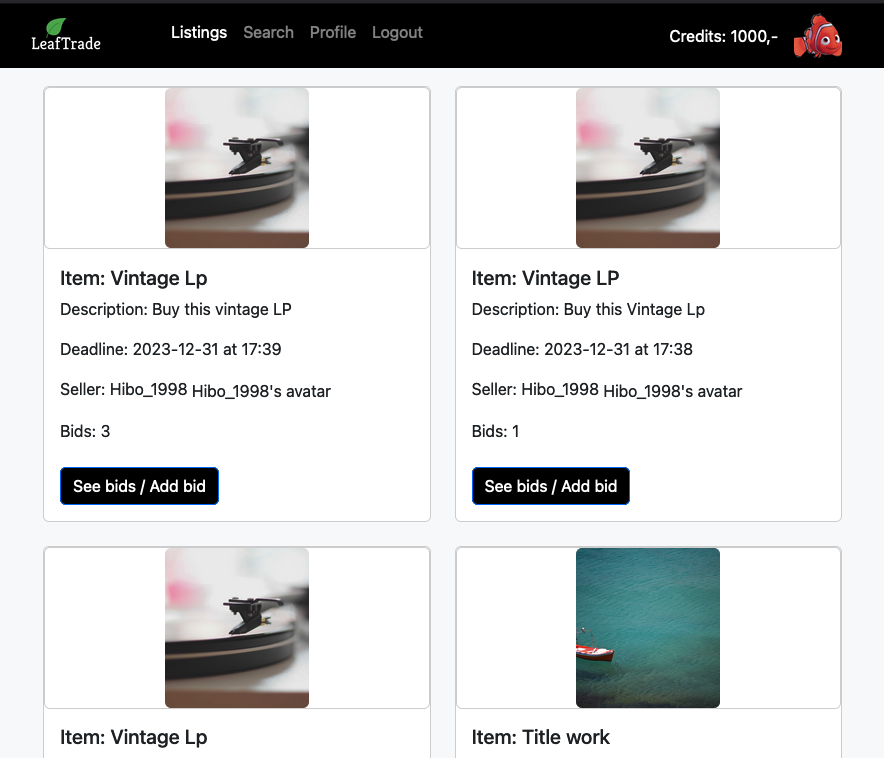 LeafTrade
Listings Search Profile Logout
Credits: 1000,-
Item: Vintage Lp
Description: Buy this vintage LP
Deadline: 2023-12-31 at 17:39
Seller: Hibo_1998 Hibo_1998's avatar
Bids: 3
See bids / Add bid
Item: Vintage LP
Description: Buy this Vintage Lp
Deadline: 2023-12-31 at 17:38
Seller: Hibo_1998 Hibo_1998's avatar
Bids: 1
See bids / Add bid
Item: Vintage Lp
Item: Title work